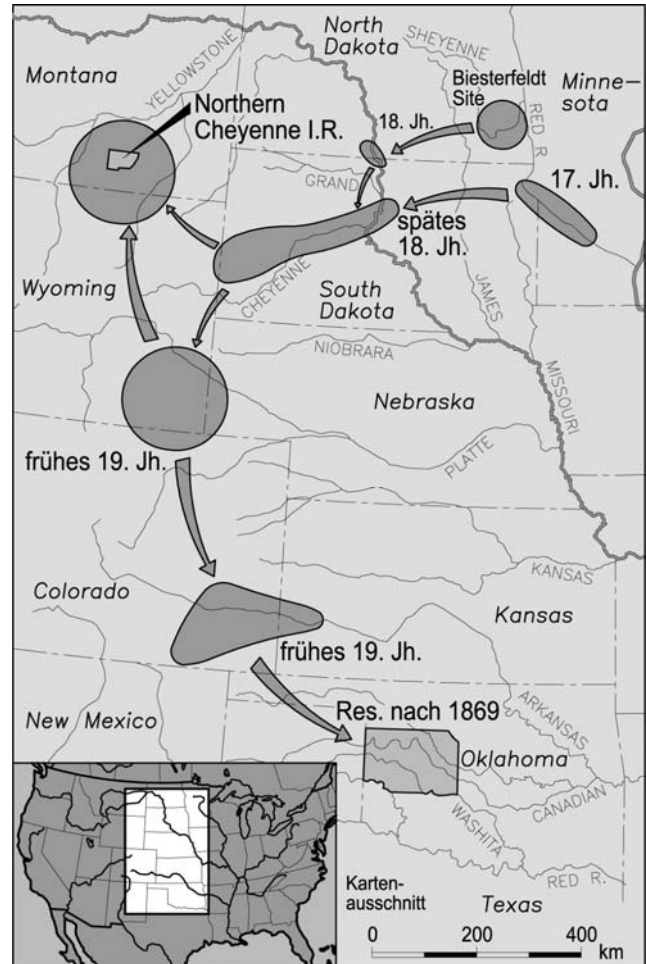 North
Dakota
Montana
YELLOWSTONE
SHEYENNE
Biesterfeldt
Site
Minne-
sota
RED R.
Northern
Cheyenne I.R.
18. Jh.
GRAND
17. Jh.
spätes
18. Jh.
Wyoming
CHEYENNE
South
Dakota
JAMES
NIOBRARA
MISSOURI
Nebraska
PLATTE
frühes 19. Jh.
KANSAS
Colorado
Kansas
frühes 19. Jh.
ARKANSAS
New Mexico
Res. nach 1869
Oklahoma
CANADIAN
WASHITA
RED R.
Karten-
ausschnitt
Texas
0 200 400
km